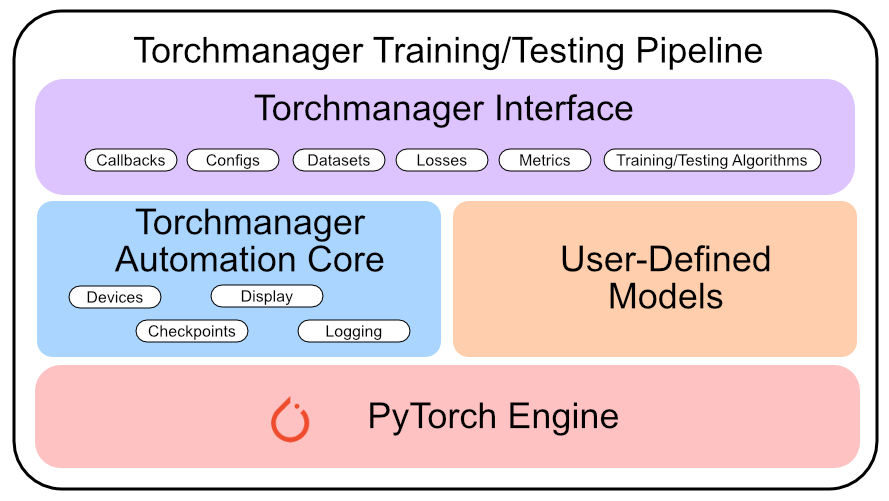 Torchmanager Training/Testing Pipeline
Torchmanager Interface
Callbacks Configs Datasets Losses Metrics Training/Testing Algorithms
Torchmanager
Automation Core
Devices Display
Checkpoints Logging
User-Defined
Models
PyTorch Engine